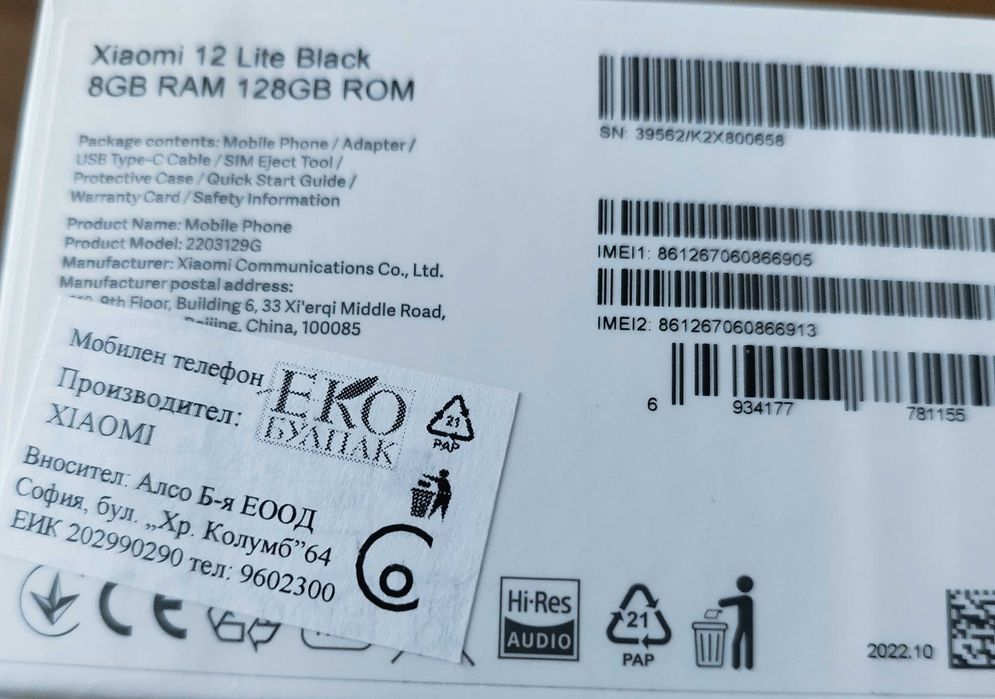 Xiaomi 12 Lite Black
8GB RAM 128GB ROM
Package contents: Mobile Phone / Adapter /
USB Type-C Cable / SIM Eject Tool /
Protective Case / Quick Start Guide /
Warranty Card / Safety Information
Product Name: Mobile Phone
Product Model: 2203129G
Manufacturer: Xiaomi Communications Co., Ltd.
Manufacturer postal address:
9th Floor, Building 6, 33 Xi'erqi Middle Road,
China, 100085
SN: 39562/K2X800658
IMEI1: 861267060866905
IMEI2: 861267060866913
6 934177 781155
Мобилен телефон
Производител:
XIAOMI
ЕКО
БУЛПАК
21
PAP
Вносител: Алсо Б-я ЕООД
София, бул. „Хр. Колумб”64
ЕИК 202990290 тел: 9602300
CE
Hi-Res
AUDIO
21
PAP
2022.10